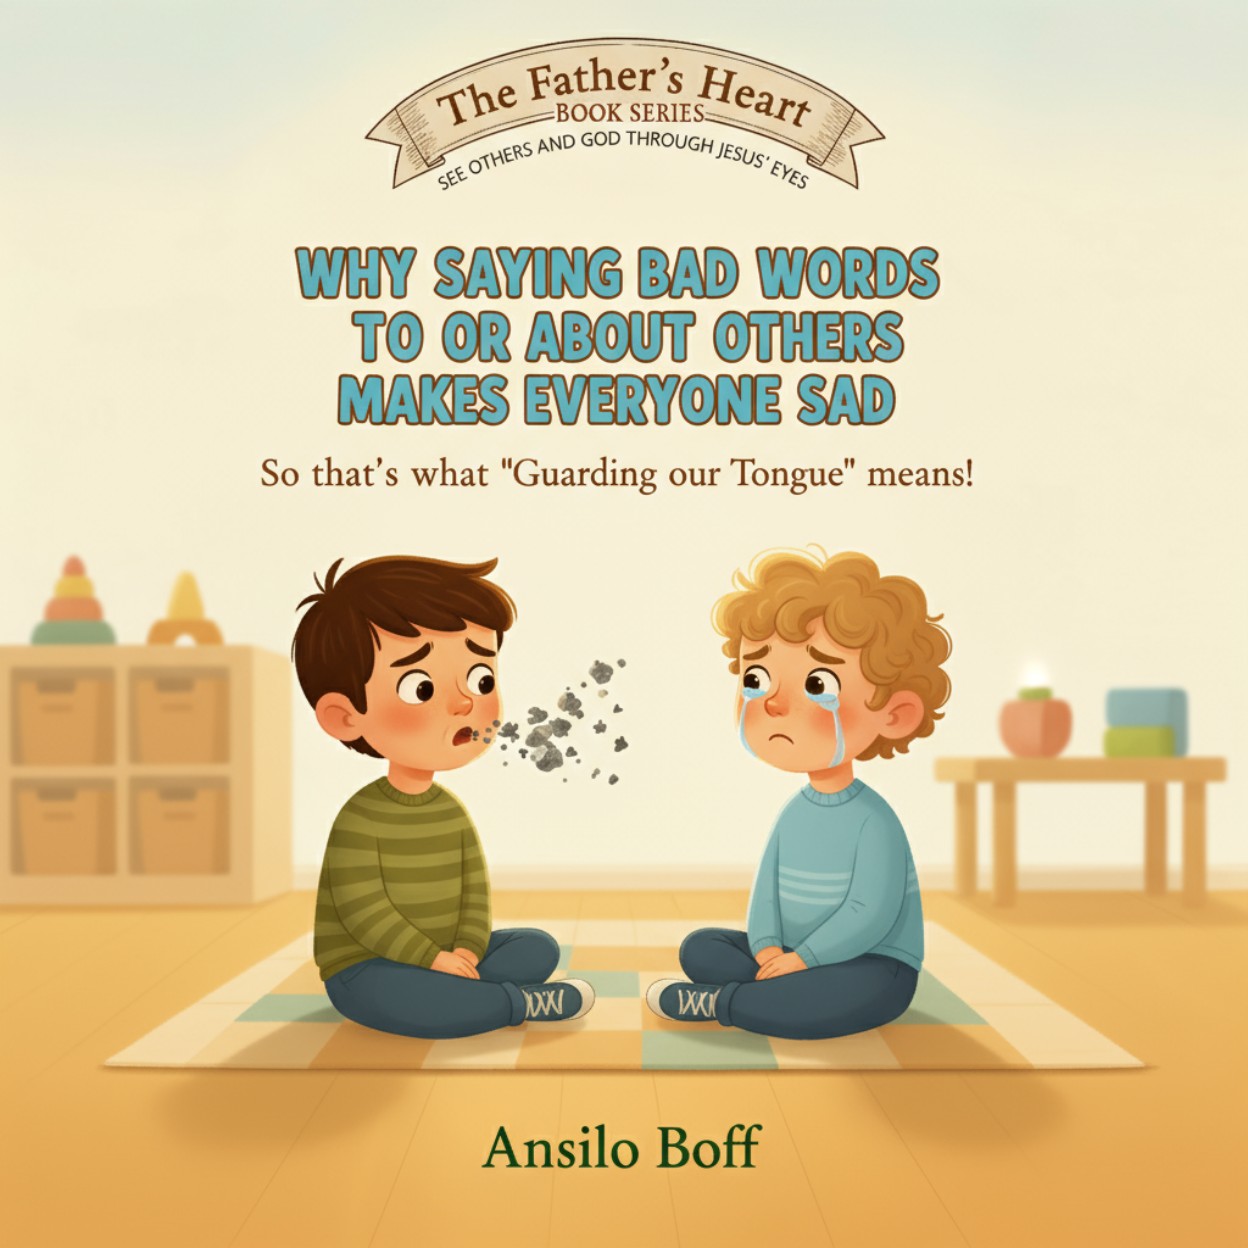 The Father's Heart
BOOK SERIES
SEE OTHERS AND GOD THROUGH JESUS' EYES
WHY SAYING BAD WORDS
TO OR ABOUT OTHERS
MAKES EVERYONE SAD
So that's what "Guarding our Tongue" means!
Ansilo Boff